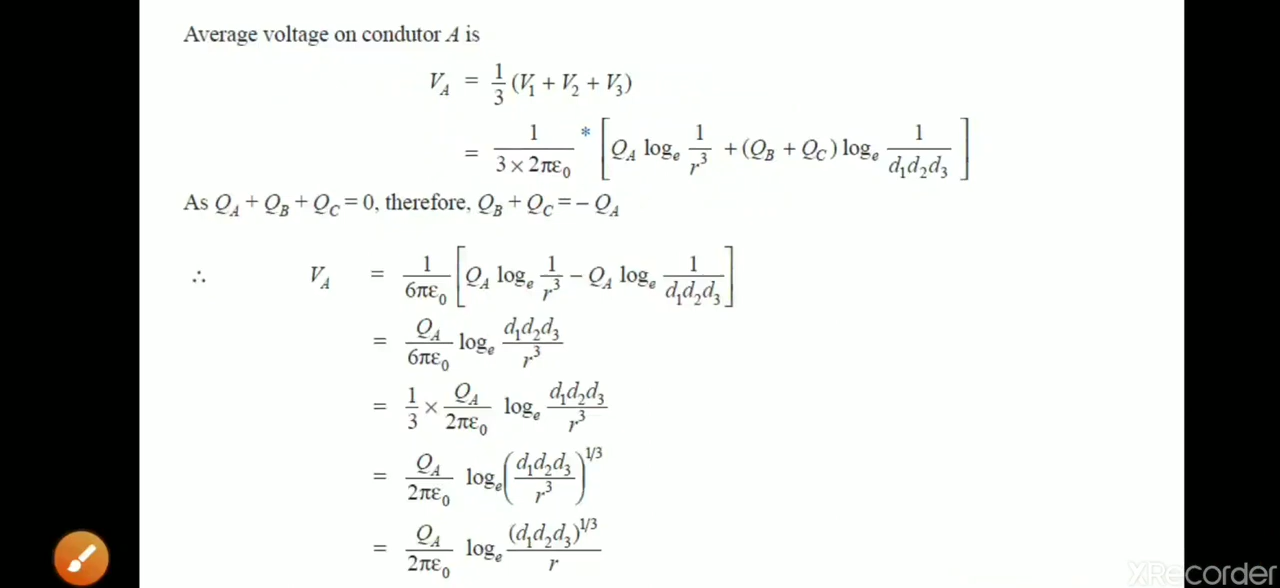 Average voltage on condutor A is
V_A = 1/3 (V_1 + V_2 + V_3)
= 1/(3 × 2πε_0) * [Q_A log_e 1/r^3 + (Q_B + Q_C) log_e 1/(d_1d_2d_3)]
As Q_A + Q_B + Q_C = 0, therefore, Q_B + Q_C = – Q_A
∴ V_A = 1/(6πε_0) [Q_A log_e 1/r^3 – Q_A log_e 1/(d_1d_2d_3)]
= Q_A/(6πε_0) log_e d_1d_2d_3/r^3
= 1/3 × Q_A/(2πε_0) log_e d_1d_2d_3/r^3
= Q_A/(2πε_0) log_e (d_1d_2d_3/r^3)^1/3
= Q_A/(2πε_0) log_e (d_1d_2d_3)^1/3/r
XRecorder